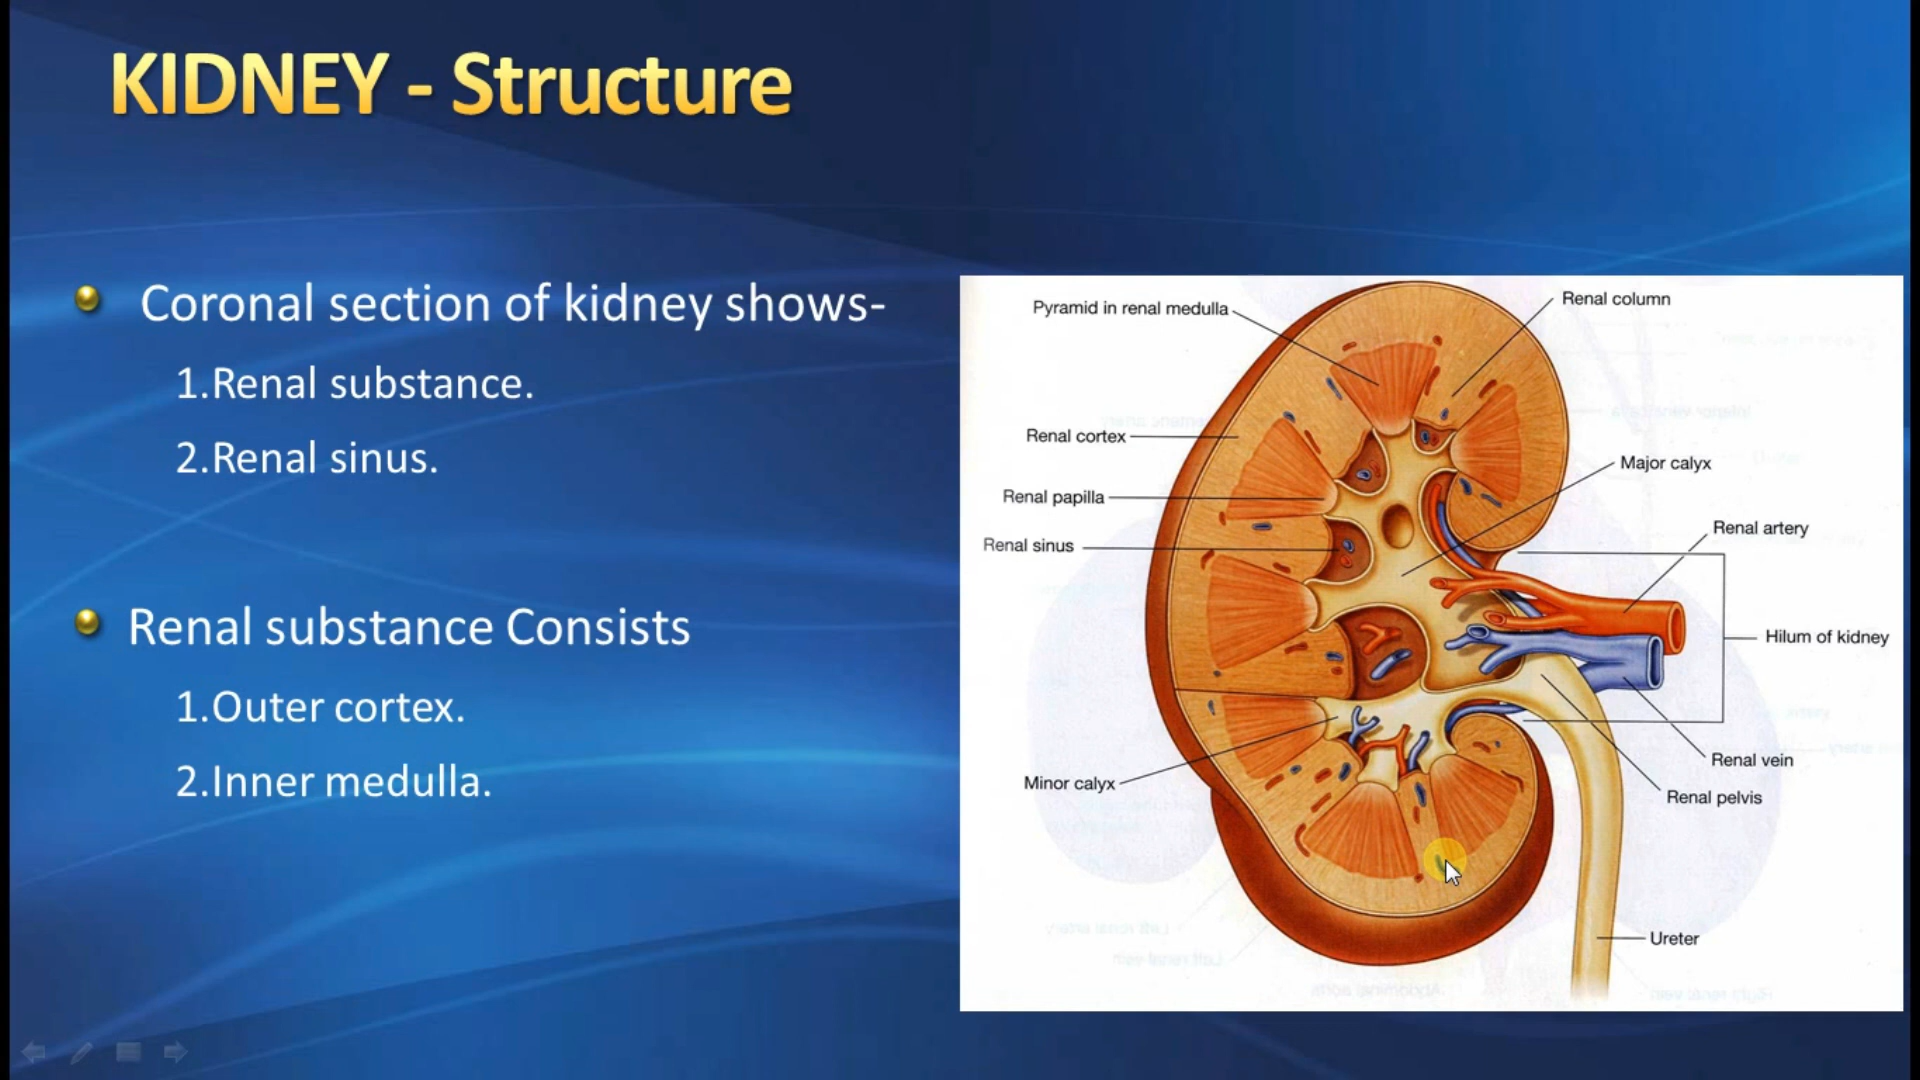 KIDNEY - Structure
Coronal section of kidney shows-
1.Renal substance.
2.Renal sinus.
Renal substance Consists
1.Outer cortex.
2.Inner medulla.
Pyramid in renal medulla
Renal column
Renal cortex
Major calyx
Renal papilla
Renal artery
Renal sinus
Hilum of kidney
Renal vein
Minor calyx
Renal pelvis
Ureter